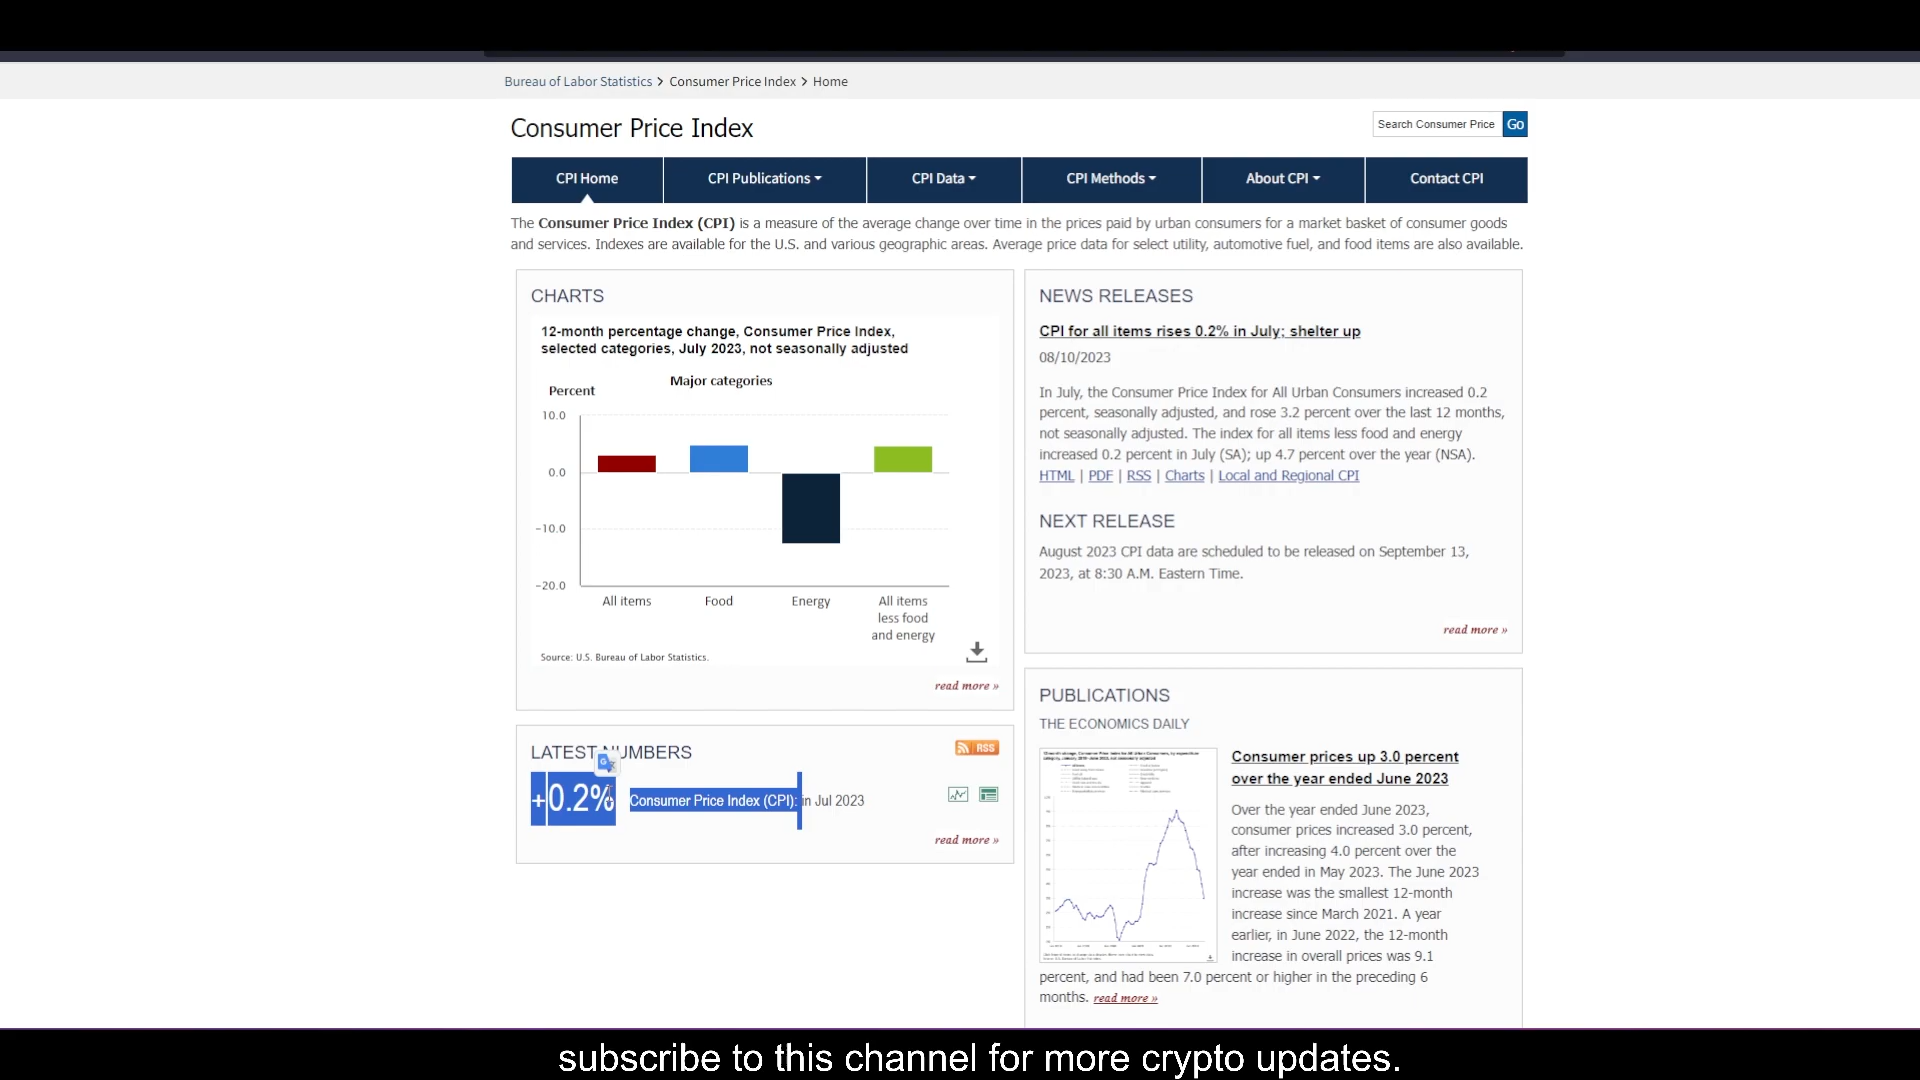 Bureau of Labor Statistics > Consumer Price Index > Home
Consumer Price Index
Search Consumer Price
Go
CPI Home
CPI Publications
CPI Data
CPI Methods
About CPI
Contact CPI
The Consumer Price Index (CPI) is a measure of the average change over time in the prices paid by urban consumers for a market basket of consumer goods
and services. Indexes are available for the U.S. and various geographic areas. Average price data for select utility, automotive fuel, and food items are also available.
CHARTS
12-month percentage change, Consumer Price Index,
selected categories, July 2023, not seasonally adjusted
Major categories
Percent
10.0
0.0
-10.0
-20.0
All items
Food
Energy
All items
less food
and energy
Source: U.S. Bureau of Labor Statistics.
read more »
LATEST NUMBERS
RSS
+0.2%
Consumer Price Index (CPI): in Jul 2023
read more »
NEWS RELEASES
CPI for all items rises 0.2% in July; shelter up
08/10/2023
In July, the Consumer Price Index for All Urban Consumers increased 0.2
percent, seasonally adjusted, and rose 3.2 percent over the last 12 months,
not seasonally adjusted. The index for all items less food and energy
increased 0.2 percent in July (SA); up 4.7 percent over the year (NSA).
HTML | PDF | RSS | Charts | Local and Regional CPI
NEXT RELEASE
August 2023 CPI data are scheduled to be released on September 13,
2023, at 8:30 A.M. Eastern Time.
read more »
PUBLICATIONS
THE ECONOMICS DAILY
Consumer prices up 3.0 percent
over the year ended June 2023
Over the year ended June 2023,
consumer prices increased 3.0 percent,
after increasing 4.0 percent over the
year ended in May 2023. The June 2023
increase was the smallest 12-month
increase since March 2021. A year
earlier, in June 2022, the 12-month
increase in overall prices was 9.1
percent, and had been 7.0 percent or higher in the preceding 6
months. read more »
subscribe to this channel for more crypto updates.